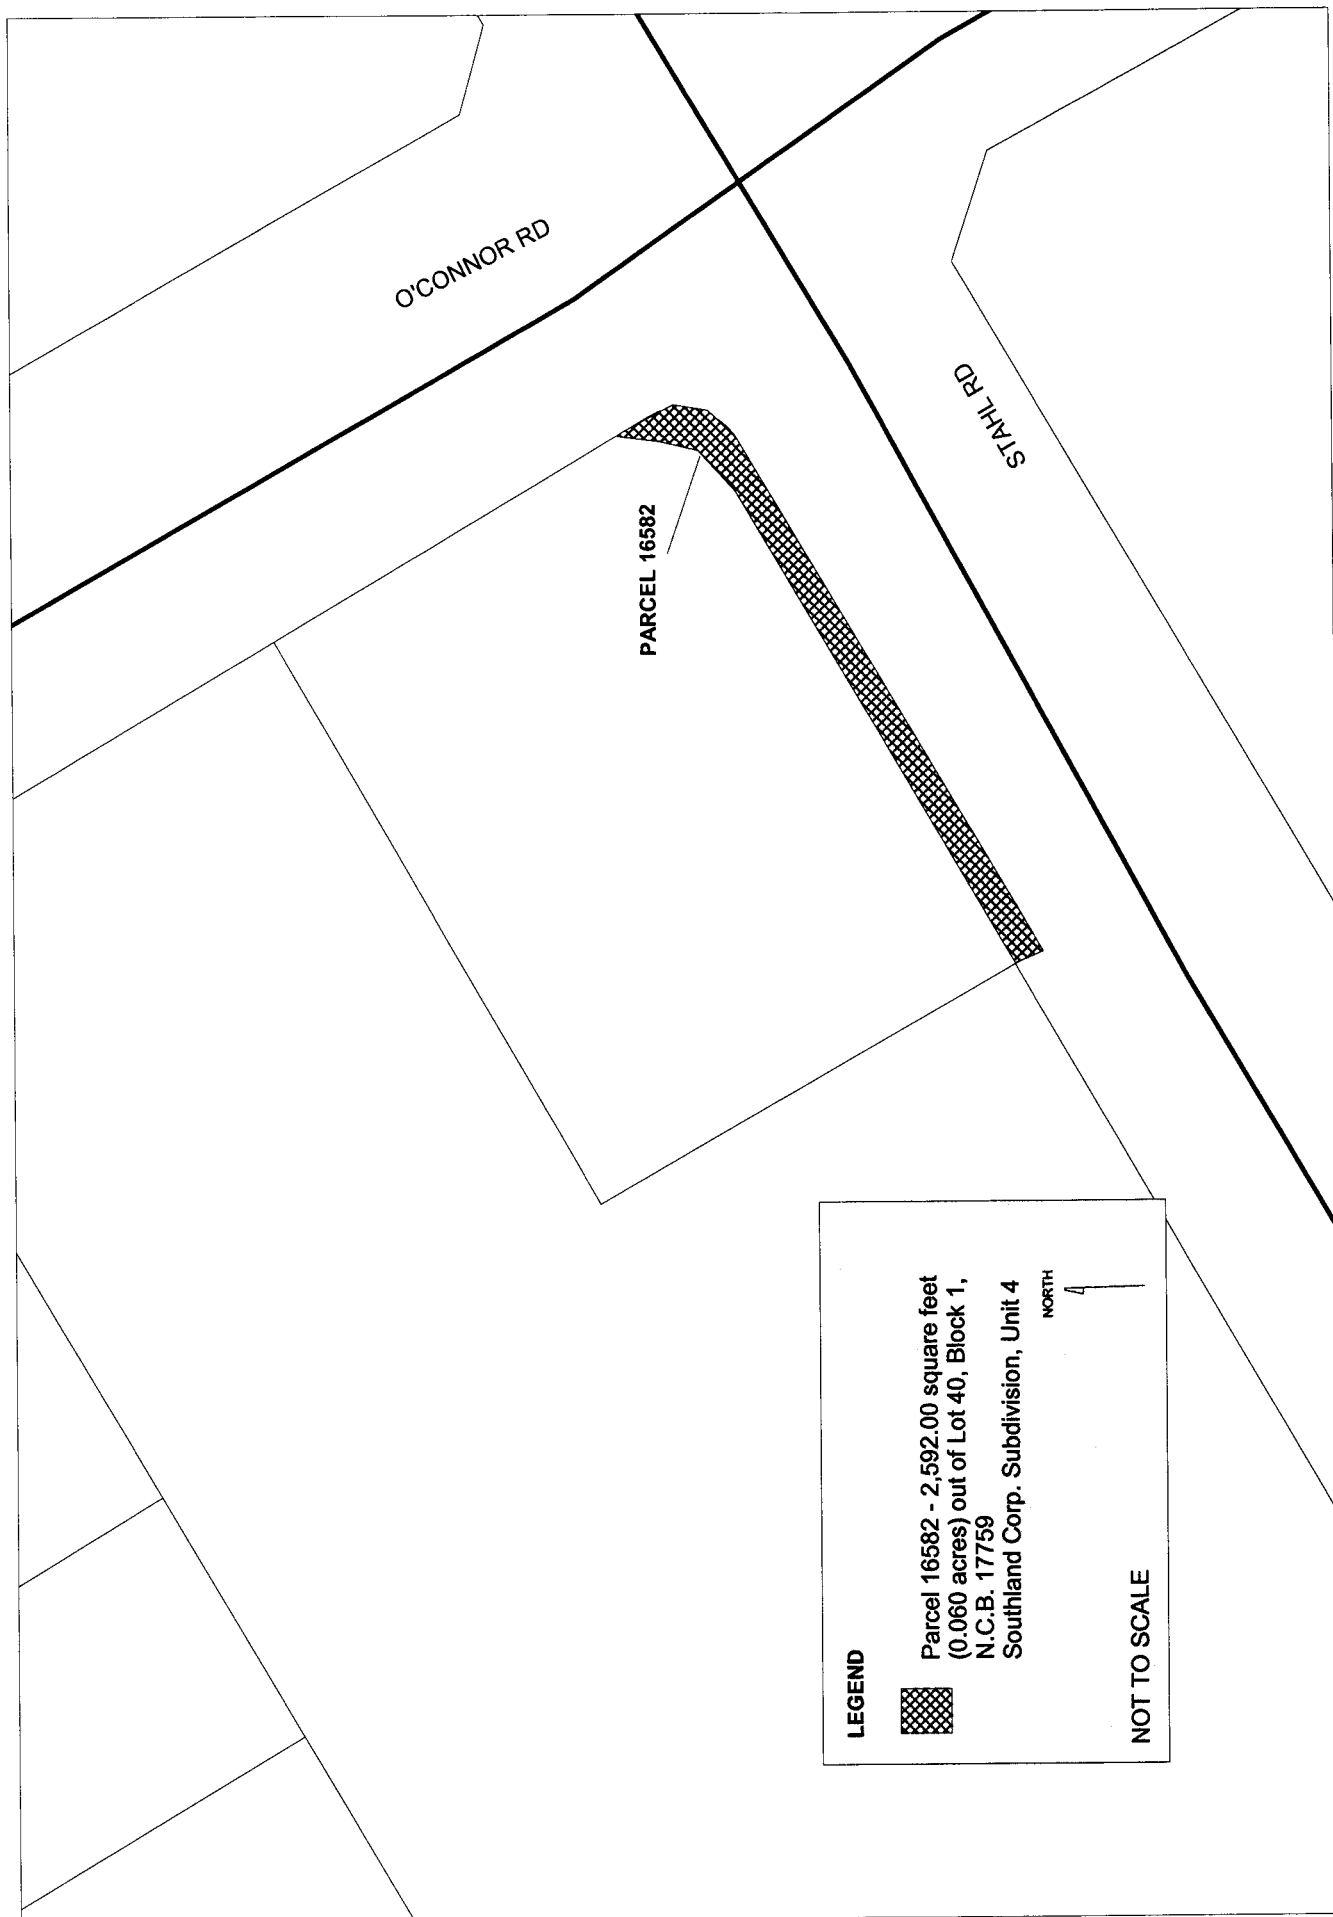 O'CONNOR RD
STAHL RD
PARCEL 16582
LEGEND
Parcel 16582 - 2,592.00 square feet
(0.060 acres) out of Lot 40, Block 1,
N.C.B. 17759
Southland Corp. Subdivision, Unit 4
NORTH
NOT TO SCALE